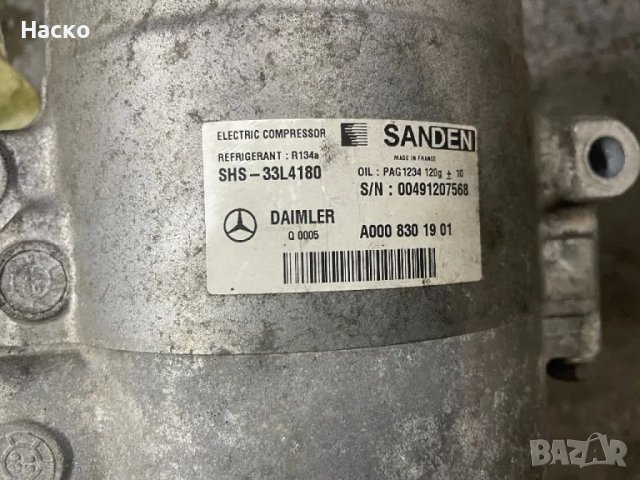 Hacko
ELECTRIC COMPRESSOR
SANDEN
REFRIGERANT : R134a
MADE IN FRANCE
SHS-33L4180
OIL : PAG1234 120g ± 10
S/N : 00491207568
DAIMLER
Q 0005
A000 830 19 01
BAZAR